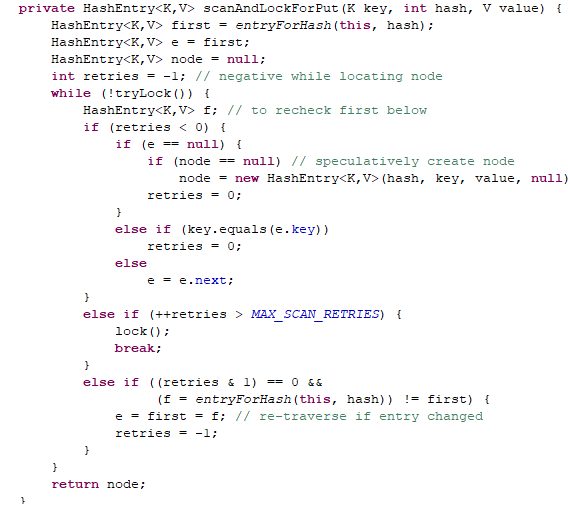 private HashEntry<K,V> scanAndLockForPut(K key, int hash, V value) {
    HashEntry<K,V> first = entryForHash(this, hash);
    HashEntry<K,V> e = first;
    HashEntry<K,V> node = null;
    int retries = -1; // negative while locating node
    while (!tryLock()) {
        HashEntry<K,V> f; // to recheck first below
        if (retries < 0) {
            if (e == null) {
                if (node == null) // speculatively create node
                    node = new HashEntry<K,V>(hash, key, value, null)
                retries = 0;
            }
            else if (key.equals(e.key))
                retries = 0;
            else
                e = e.next;
        }
        else if (++retries > MAX_SCAN_RETRIES) {
            lock();
            break;
        }
        else if ((retries & 1) == 0 &&
                 (f = entryForHash(this, hash)) != first) {
            e = first = f; // re-traverse if entry changed
            retries = -1;
        }
    }
    return node;
}